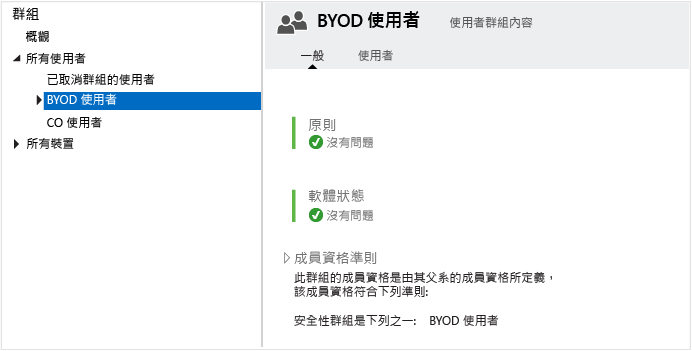 群組
概觀
所有使用者
已取消群組的使用者
BYOD 使用者
CO 使用者
所有裝置
BYOD 使用者 使用者群組內容
一般 使用者
原則
沒有問題
軟體狀態
沒有問題
成員資格準則
此群組的成員資格是由其父系的成員資格所定義，
該成員資格符合下列準則:
安全性群組是下列之一: BYOD 使用者